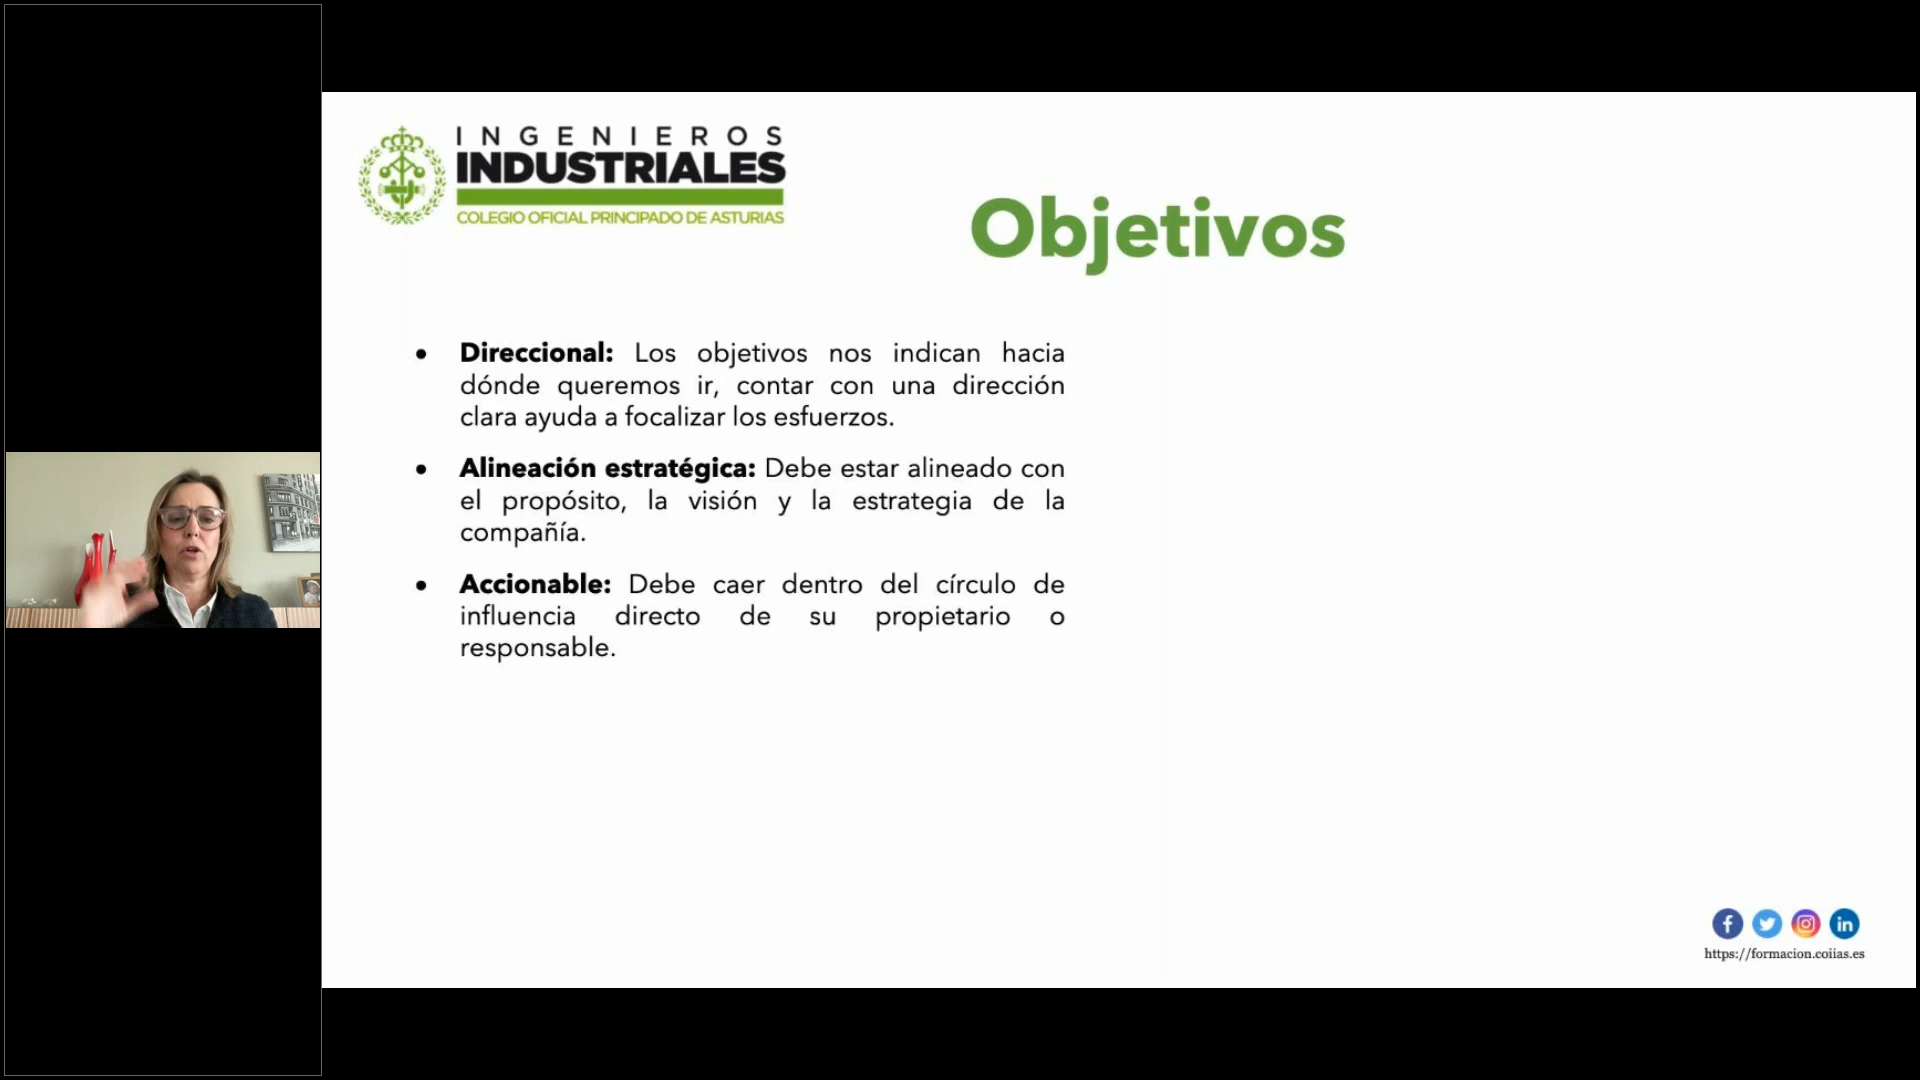 INGENIEROS
INDUSTRIALES
COLEGIO OFICIAL PRINCIPADO DE ASTURIAS
Objetivos
• Direccional: Los objetivos nos indican hacia
dónde queremos ir, contar con una dirección
clara ayuda a focalizar los esfuerzos.
• Alineación estratégica: Debe estar alineado con
el propósito, la visión y la estrategia de la
compañía.
• Accionable: Debe caer dentro del círculo de
influencia directo de su propietario o
responsable.
https://formacion.coiias.es